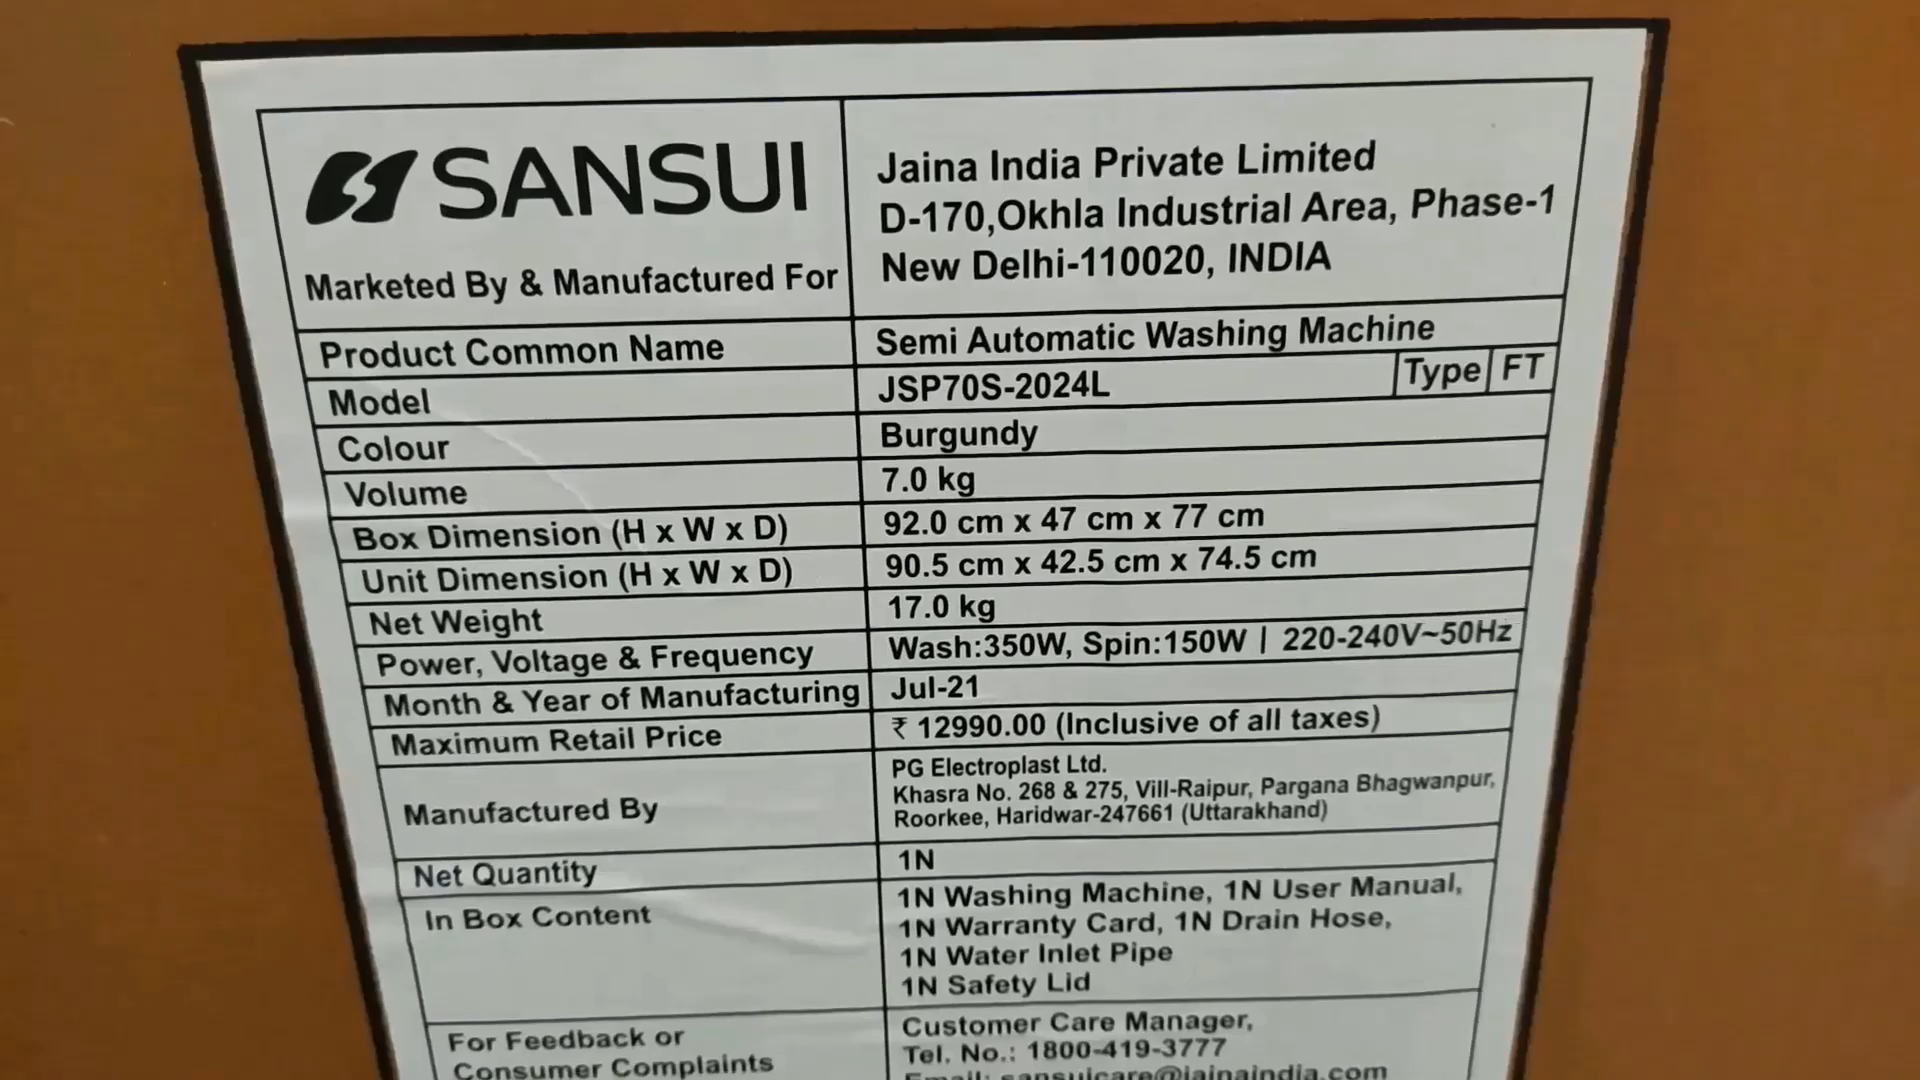 SANSUI
Marketed By & Manufactured For
Jaina India Private Limited
D-170,Okhla Industrial Area, Phase-1
New Delhi-110020, INDIA
Product Common Name Semi Automatic Washing Machine
Model JSP70S-2024L Type FT
Colour Burgundy
Volume 7.0 kg
Box Dimension (H x W x D) 92.0 cm x 47 cm x 77 cm
Unit Dimension (H x W x D) 90.5 cm x 42.5 cm x 74.5 cm
Net Weight 17.0 kg
Power, Voltage & Frequency Wash:350W, Spin:150W | 220-240V~50Hz
Month & Year of Manufacturing Jul-21
Maximum Retail Price ₹ 12990.00 (Inclusive of all taxes)
Manufactured By
PG Electroplast Ltd.
Khasra No. 268 & 275, Vill-Raipur, Pargana Bhagwanpur,
Roorkee, Haridwar-247661 (Uttarakhand)
Net Quantity 1N
In Box Content 1N Washing Machine, 1N User Manual,
1N Warranty Card, 1N Drain Hose,
1N Water Inlet Pipe
1N Safety Lid
For Feedback or
Consumer Complaints
Customer Care Manager,
Tel. No.: 1800-419-3777
Email: sansuicare@jainaindia.com